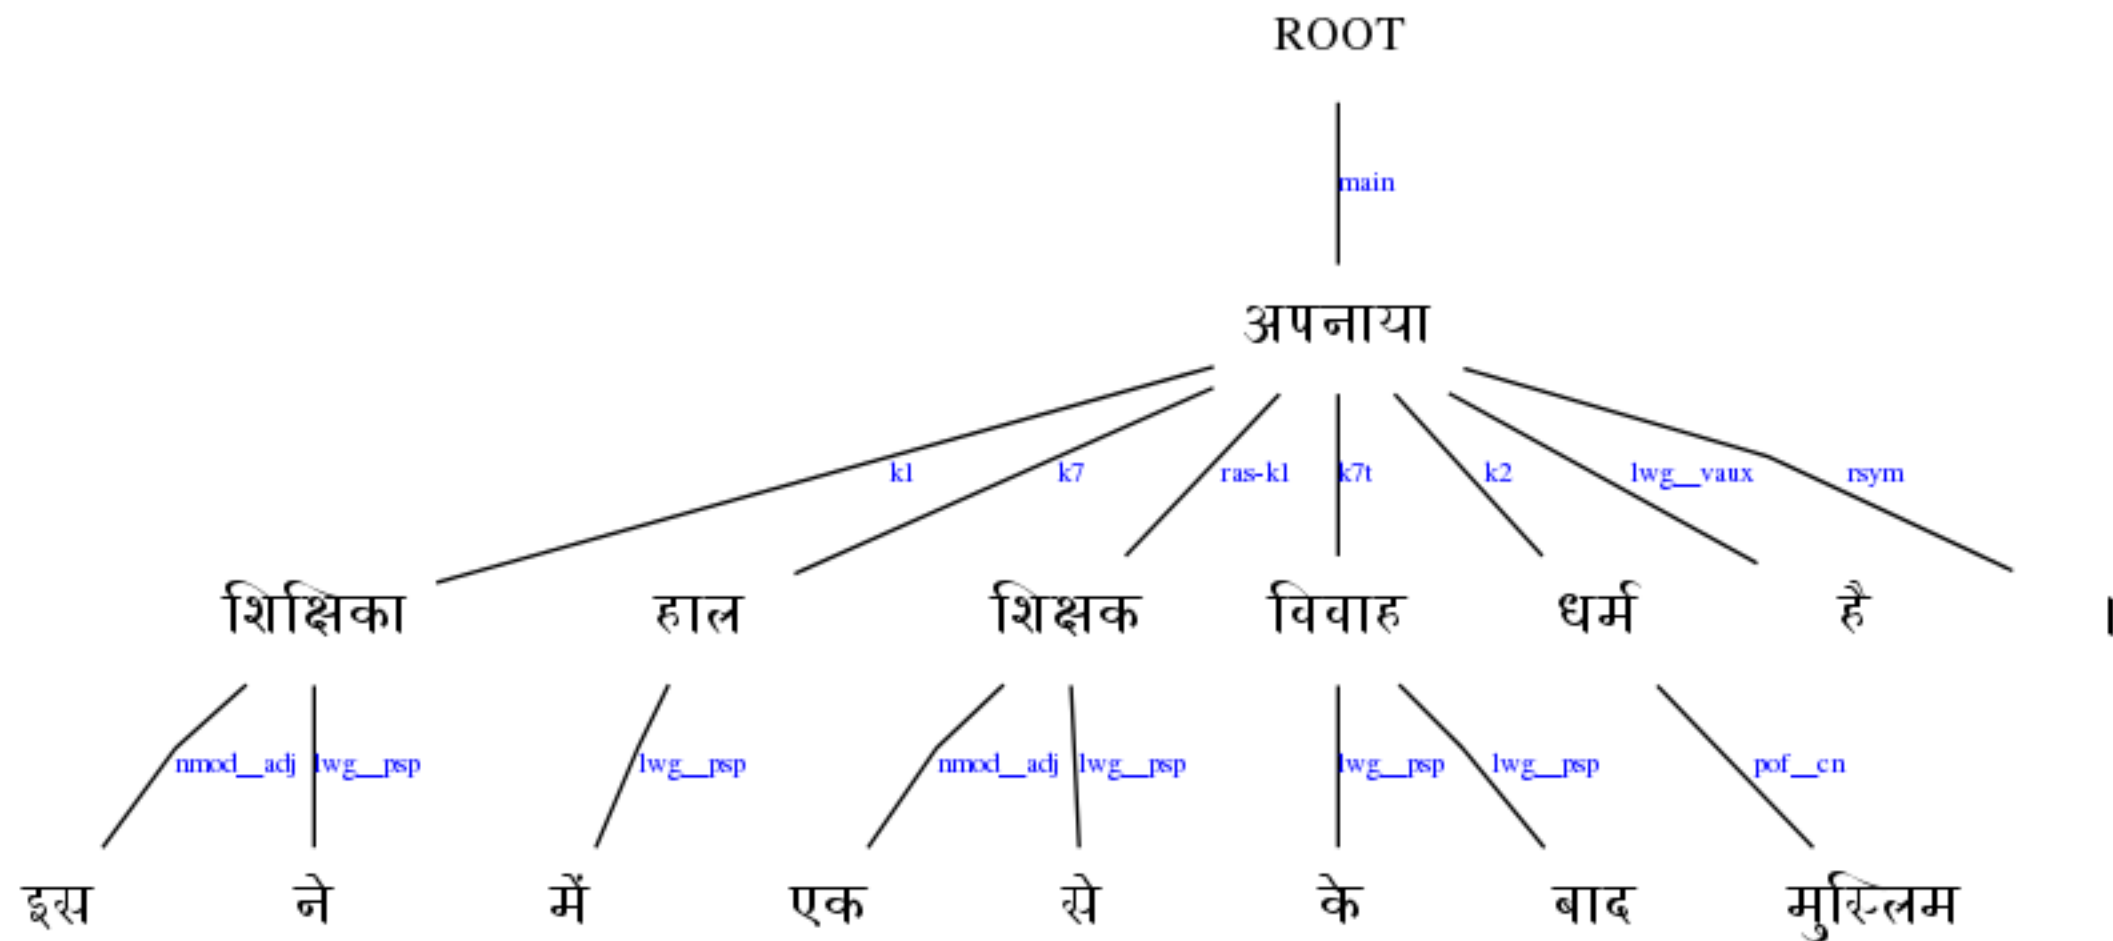 ROOT
main
अपनाया
k1 k7 ras-k1 k7t k2 lwg__vaux rsym
शिक्षिका हाल शिक्षक विवाह धर्म है ।
nmod__adj lwg__psp lwg__psp nmod__adj lwg__psp lwg__psp lwg__psp pof__cn
इस ने में एक से के बाद मुस्लिम